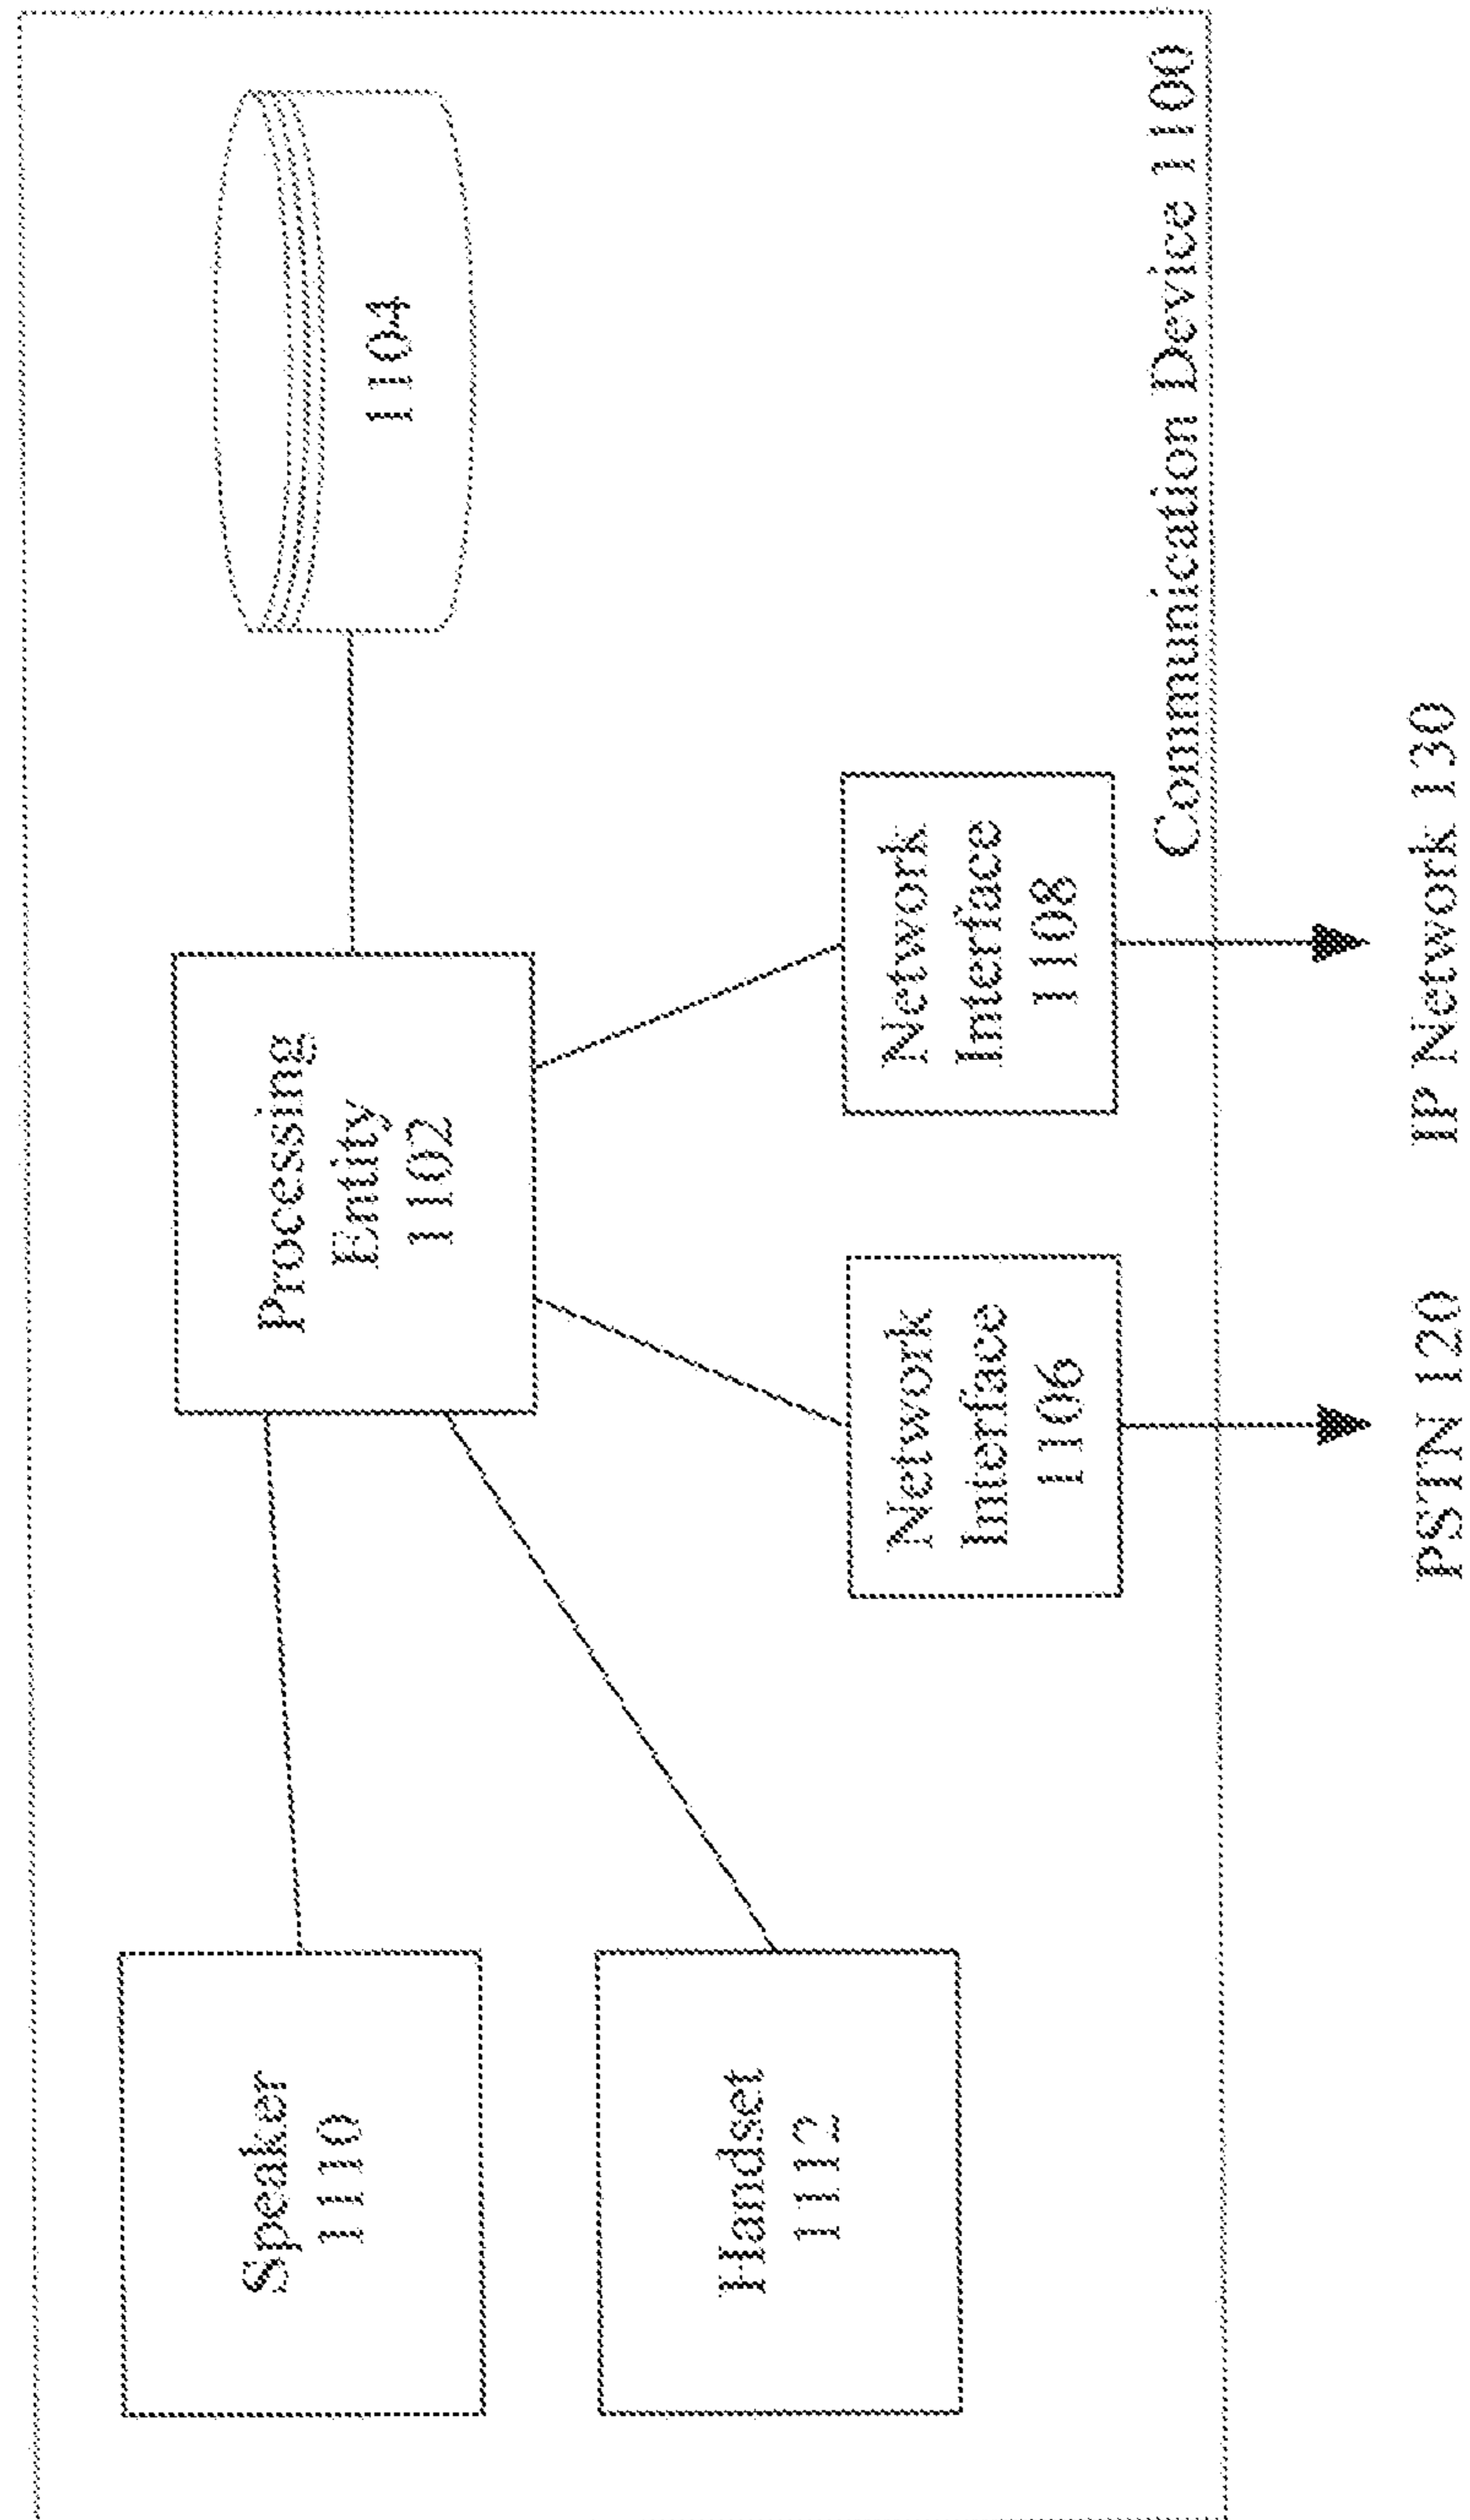 Speaker
1110
Handset
1112
Processing
Entity
1102
1104
Network
Interface
1106
Network
Interface
1108
Communication Device 1100
PSTN 120
IP Network 130